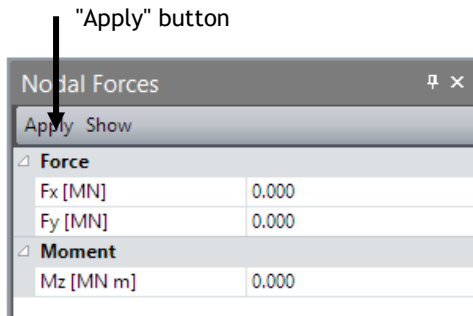 "Apply" button
Nodal Forces
Apply Show
Force
Fx [MN] 0.000
Fy [MN] 0.000
Moment
Mz [MN m] 0.000